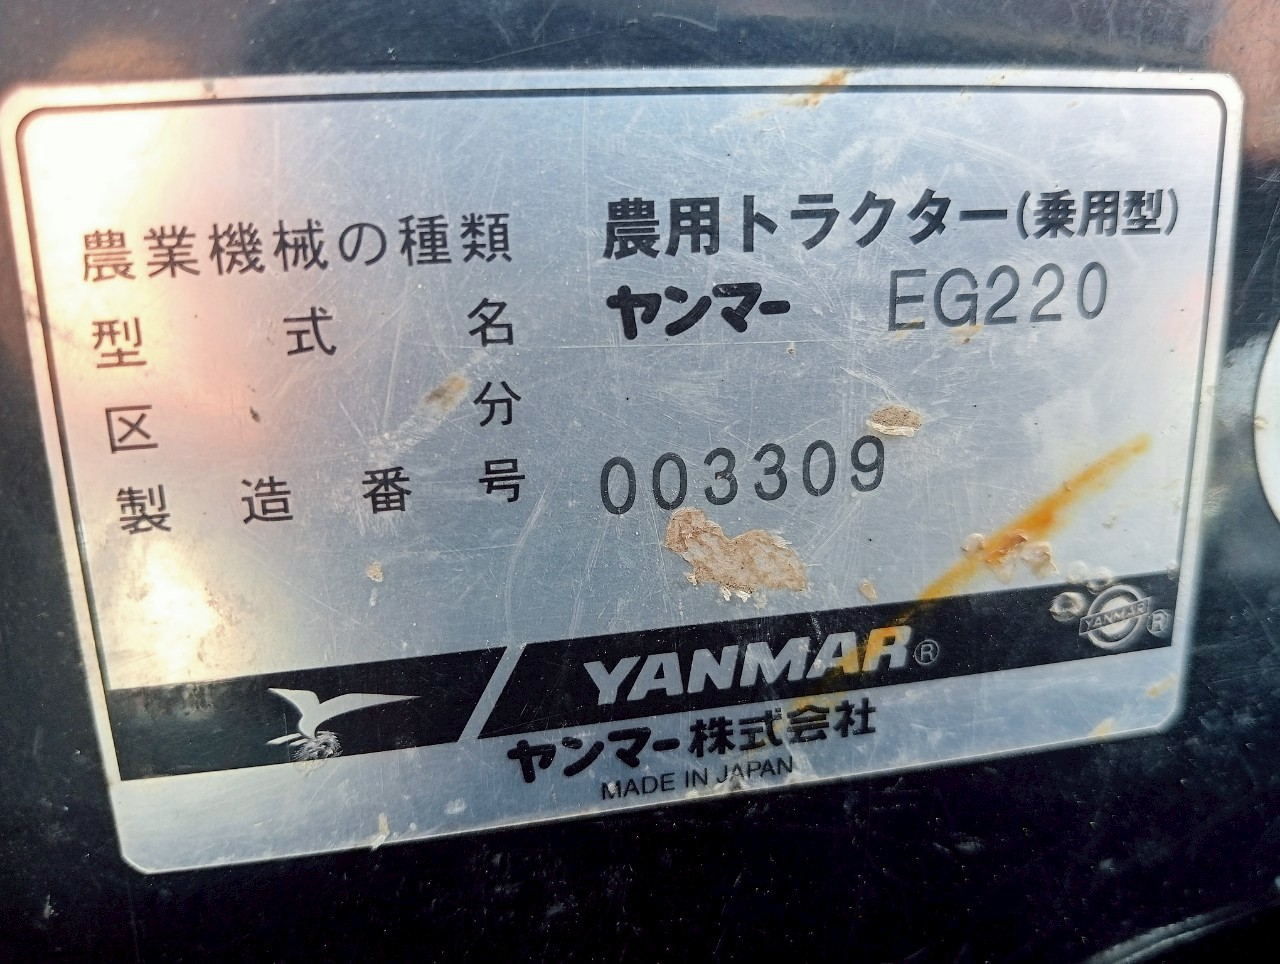 農業機械の種類 農用トラクター(乗用型)
型式名 ヤンマー EG220
区分
製造番号 003309
YANMAR®
YANMAR ®
ヤンマー株式会社
MADE IN JAPAN